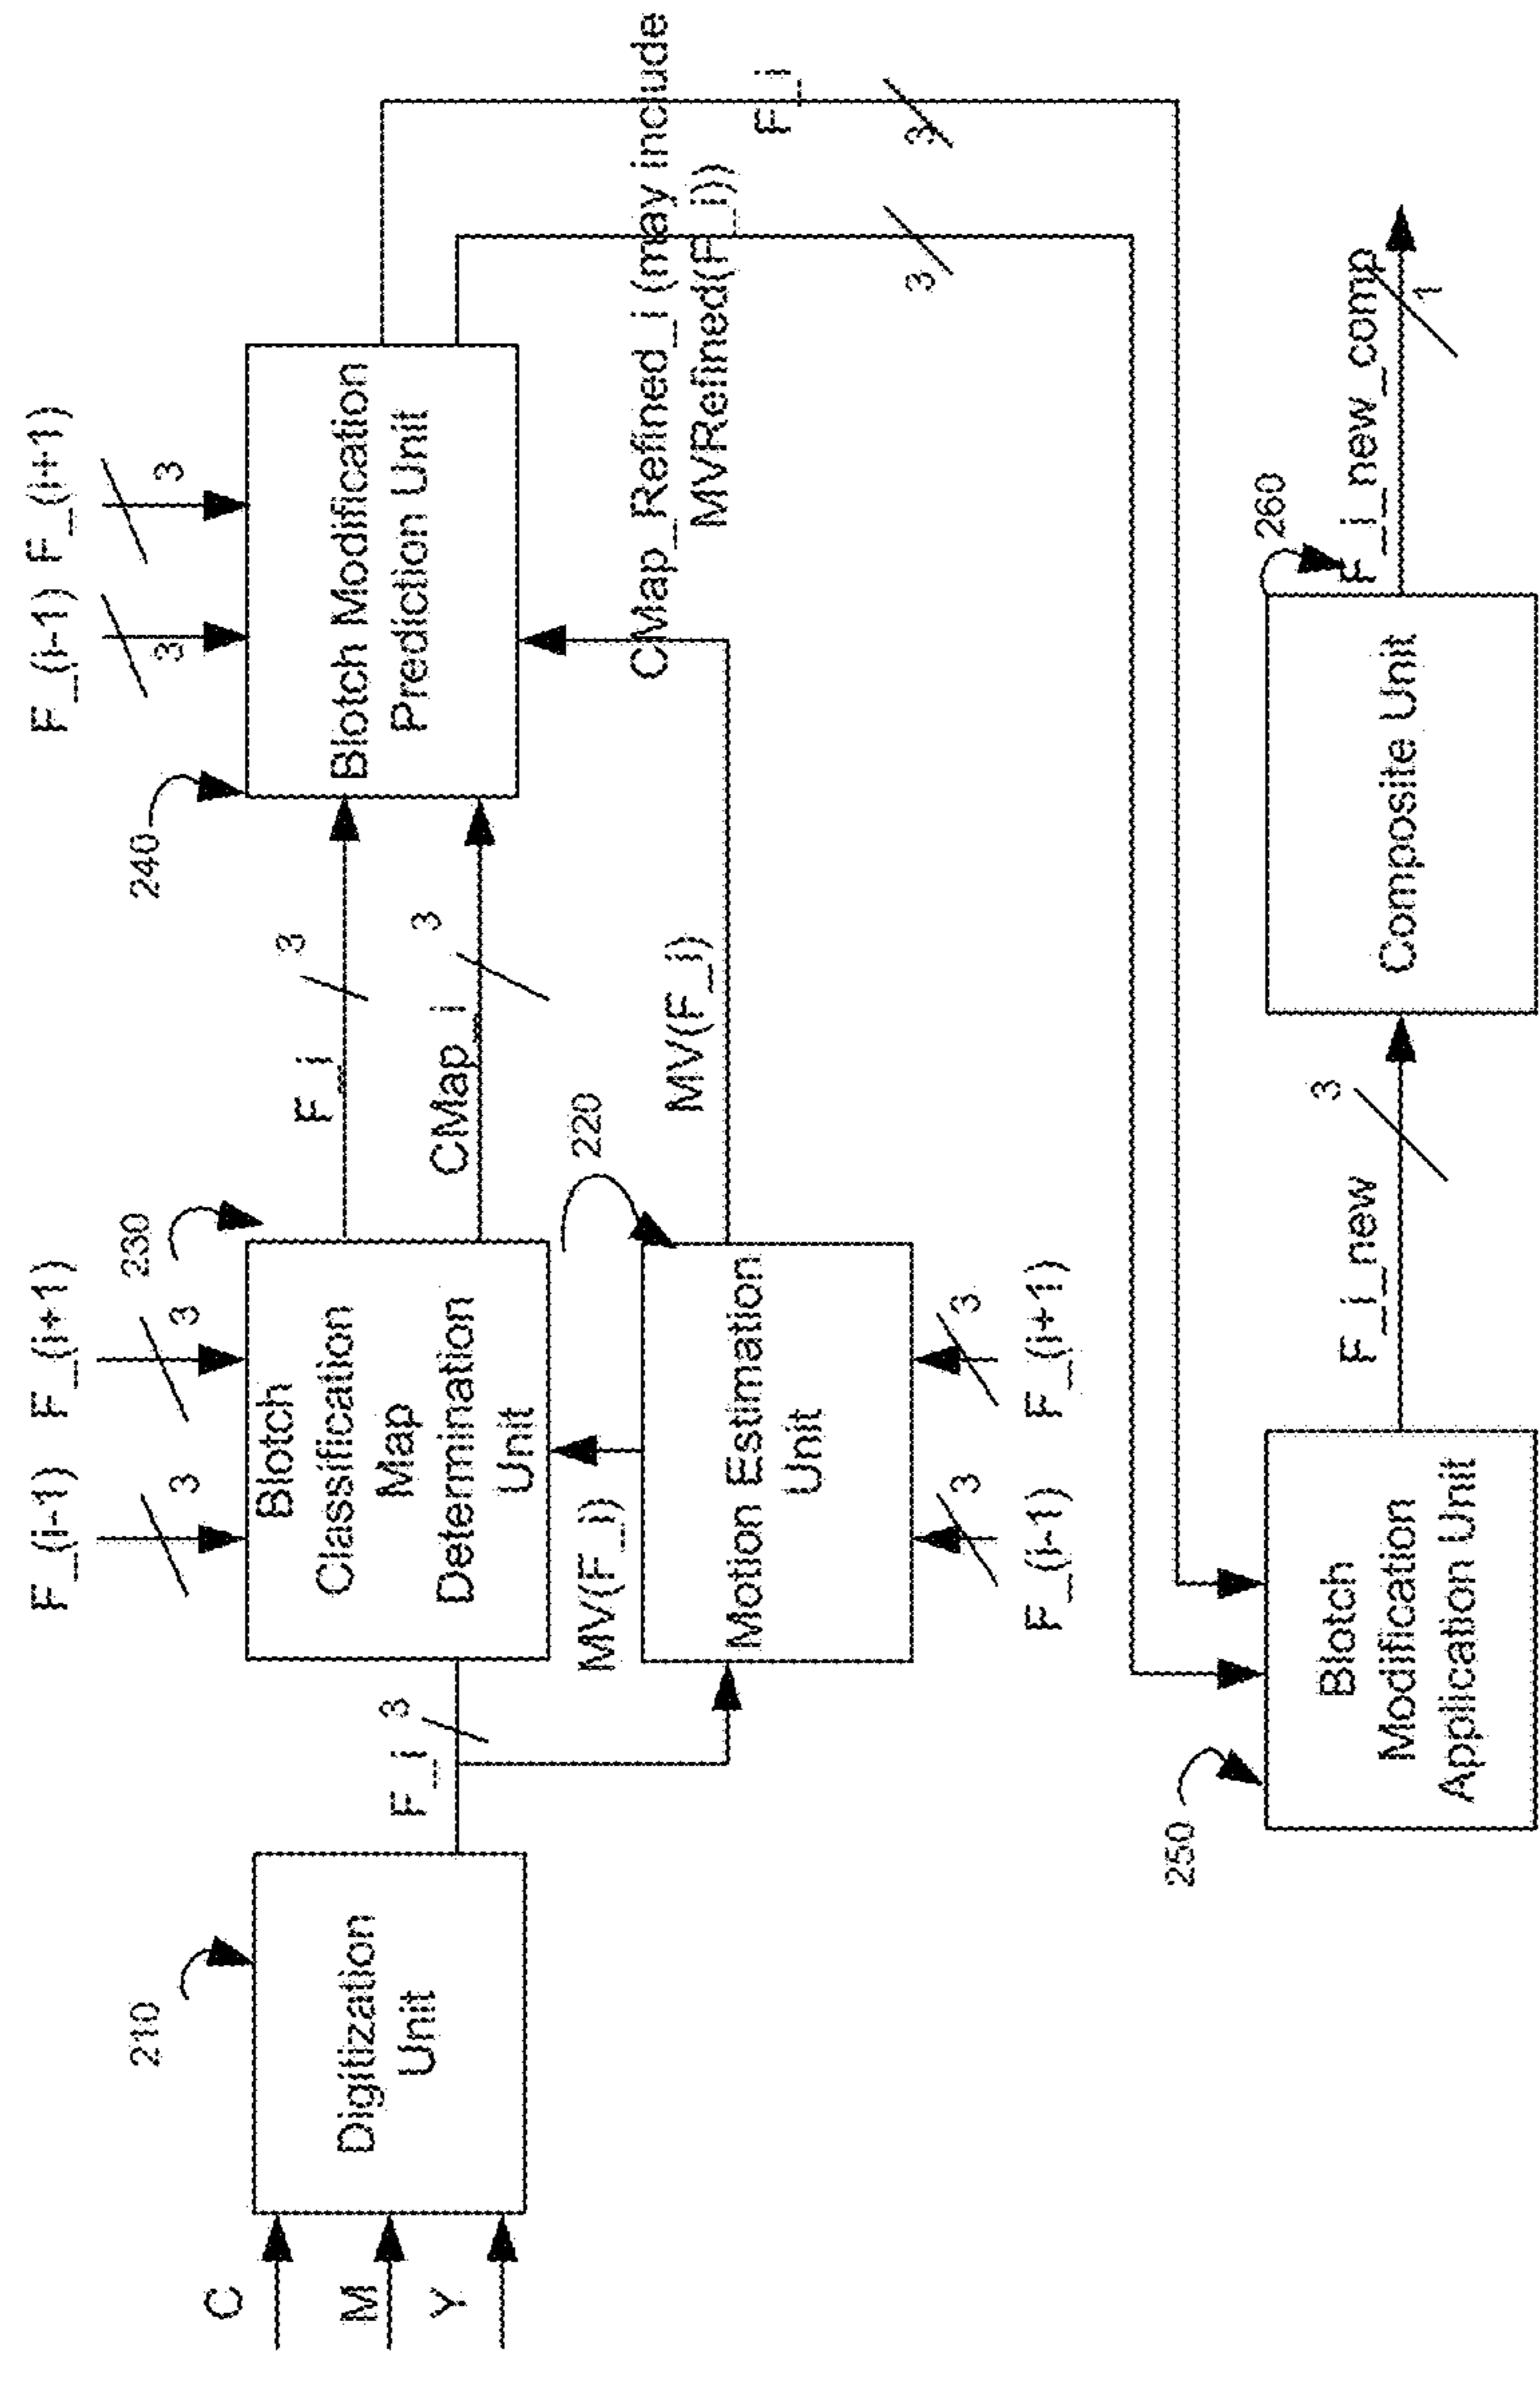 C
M
Y
210
Digitization
Unit
F_i
3
F_(i-1)
F_(i+1)
3
3
230
Blotch
Classification
Map
Determination
Unit
MV(F_i)
220
Motion Estimation
Unit
F_(i-1)
3
F_(i+1)
3
F_i
3
CMap_i
3
MV(F_i)
240
F_(i-1)
F_(i+1)
3
3
Blotch Modification
Prediction Unit
CMap_Refined_i (may include
MVRefined(F_i))
F_i
3
3
250
Blotch
Modification
Application Unit
F_i_new
3
260
Composite Unit
F_i_new_comp
1